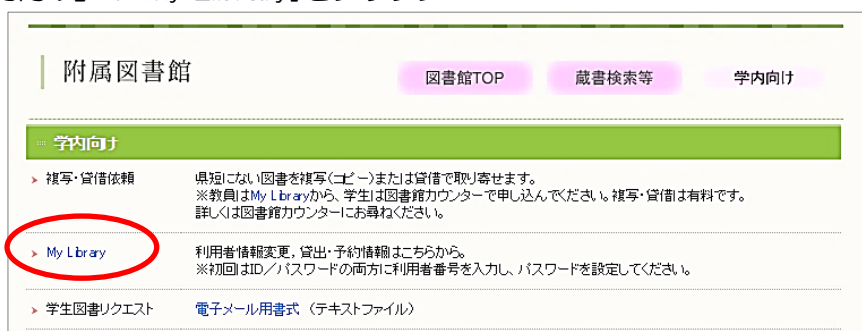 附属図書館
図書館TOP 蔵書検索等 学内向け
学内向け
複写・貸借依頼 県短にない図書を複写(コピー)または貸借で取り寄せます。
※教員はMy Libraryから、学生は図書館カウンターで申し込んでください。複写・貸借は有料です。
詳しくは図書館カウンターにお尋ねください。
My Library 利用者情報変更，貸出・予約情報はこちらから。
※初回はID／パスワードの両方に利用者番号を入力し、パスワードを設定してください。
学生図書リクエスト 電子メール用書式 （テキストファイル）